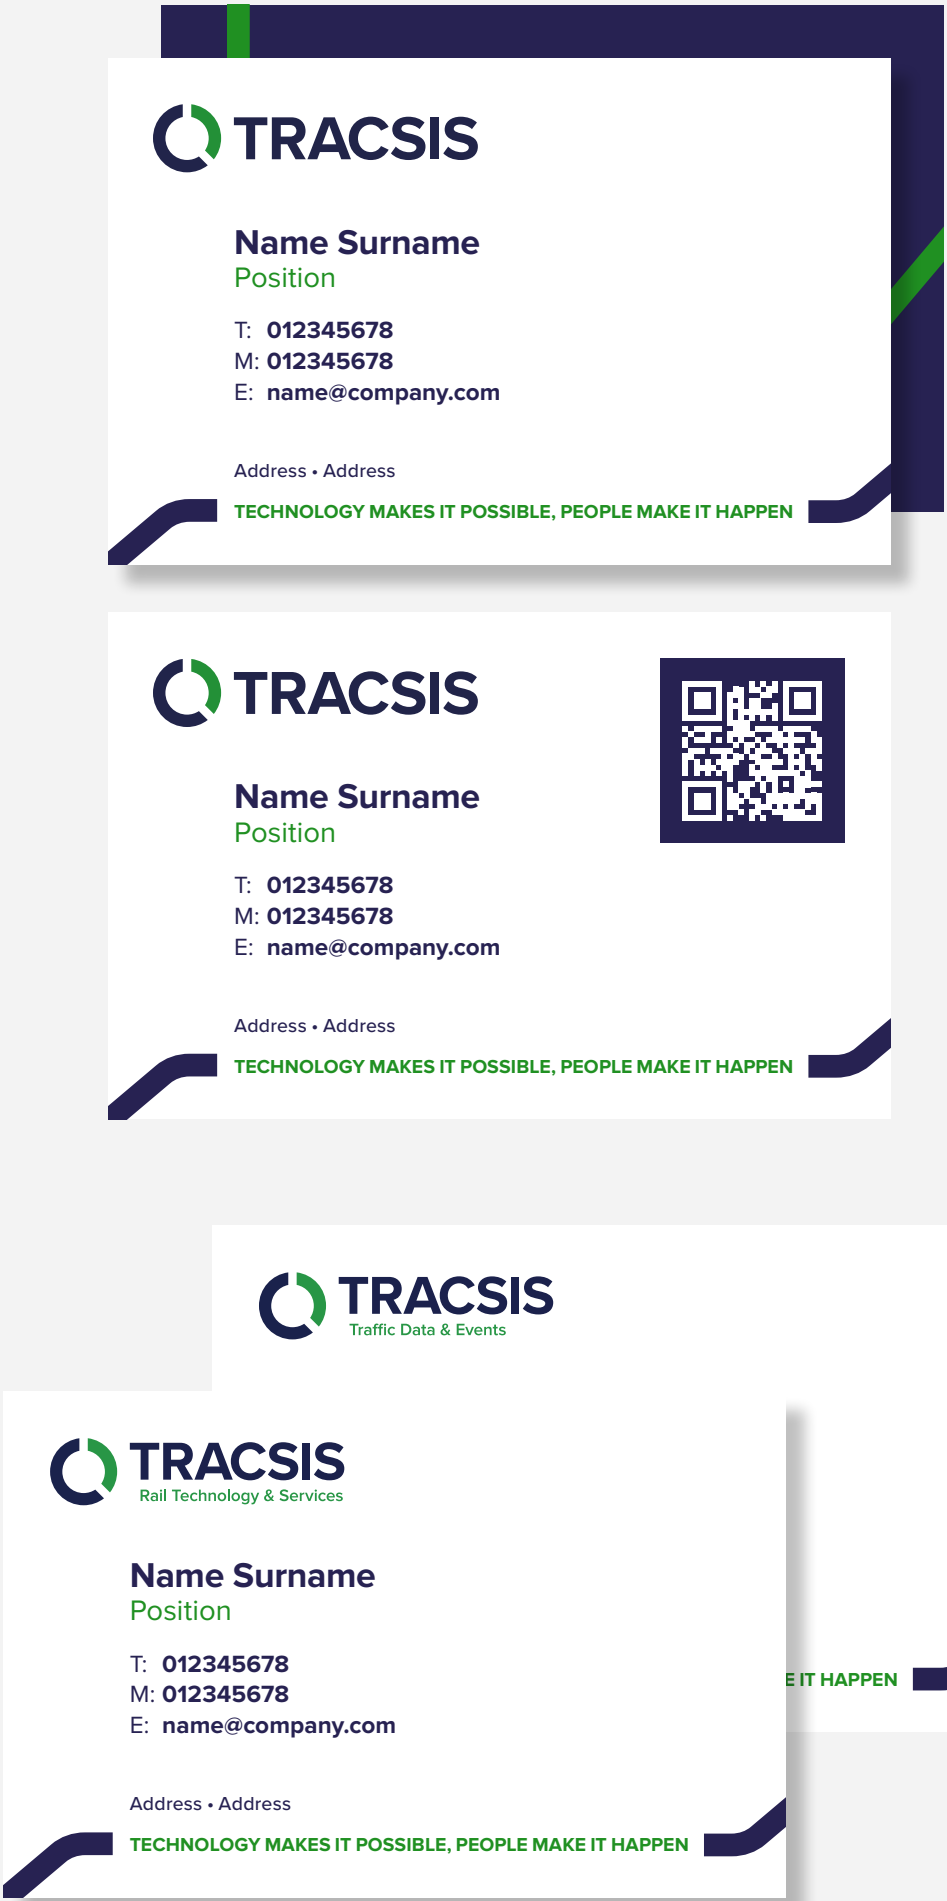 TRACSIS
Name Surname
Position
T: 012345678
M: 012345678
E: name@company.com
Address • Address
TECHNOLOGY MAKES IT POSSIBLE, PEOPLE MAKE IT HAPPEN
TRACSIS
Name Surname
Position
T: 012345678
M: 012345678
E: name@company.com
Address • Address
TECHNOLOGY MAKES IT POSSIBLE, PEOPLE MAKE IT HAPPEN
TRACSIS
Traffic Data & Events
E IT HAPPEN
TRACSIS
Rail Technology & Services
Name Surname
Position
T: 012345678
M: 012345678
E: name@company.com
Address • Address
TECHNOLOGY MAKES IT POSSIBLE, PEOPLE MAKE IT HAPPEN